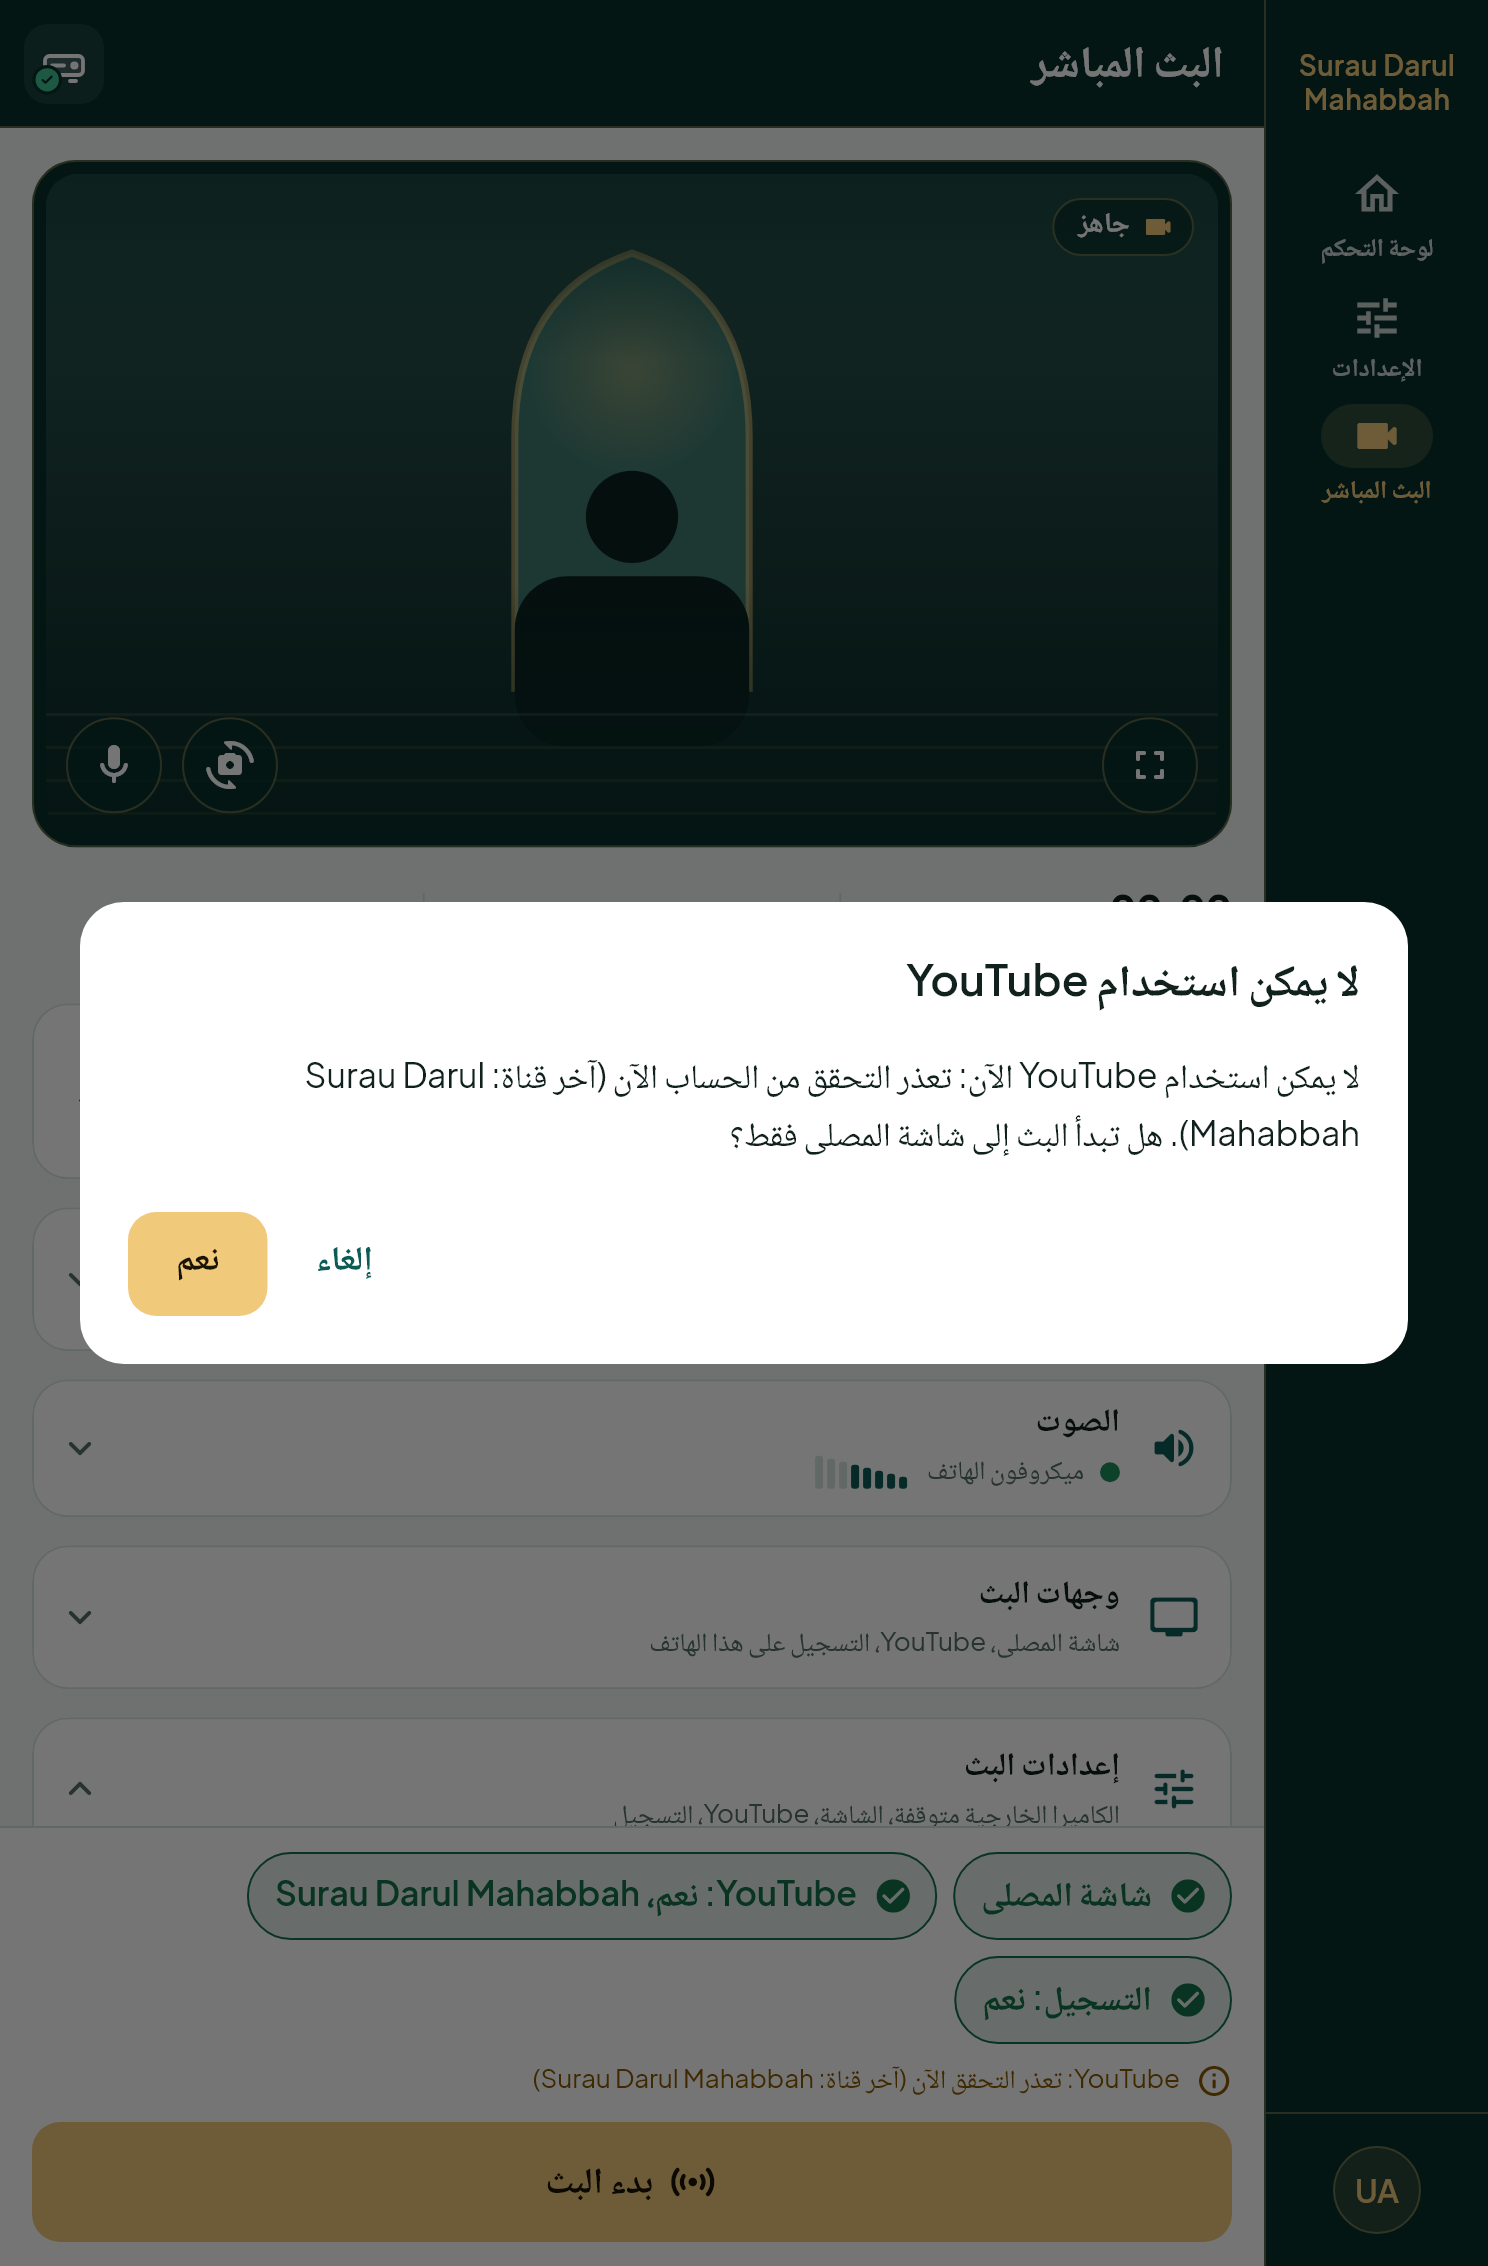 Surau Darul
Mahabbah
لوحة التحكم
الإعدادات
البث المباشر
UA
البث المباشر
جاهز
لا يمكن استخدام YouTube
لا يمكن استخدام YouTube الآن: تعذر التحقق من الحساب الآن (آخر قناة: Surau Darul
Mahabbah). هل تبدأ البث إلى شاشة المصلى فقط؟
إلغاء
نعم
الصوت
ميكروفون الهاتف
وجهات البث
شاشة المصلى، YouTube، التسجيل على هذا الهاتف
إعدادات البث
الكاميرا الخارجية متوقفة، الشاشة، YouTube، التسجيل
شاشة المصلى
YouTube: نعم، Surau Darul Mahabbah
التسجيل: نعم
YouTube: تعذر التحقق الآن (آخر قناة: Surau Darul Mahabbah)
بدء البث